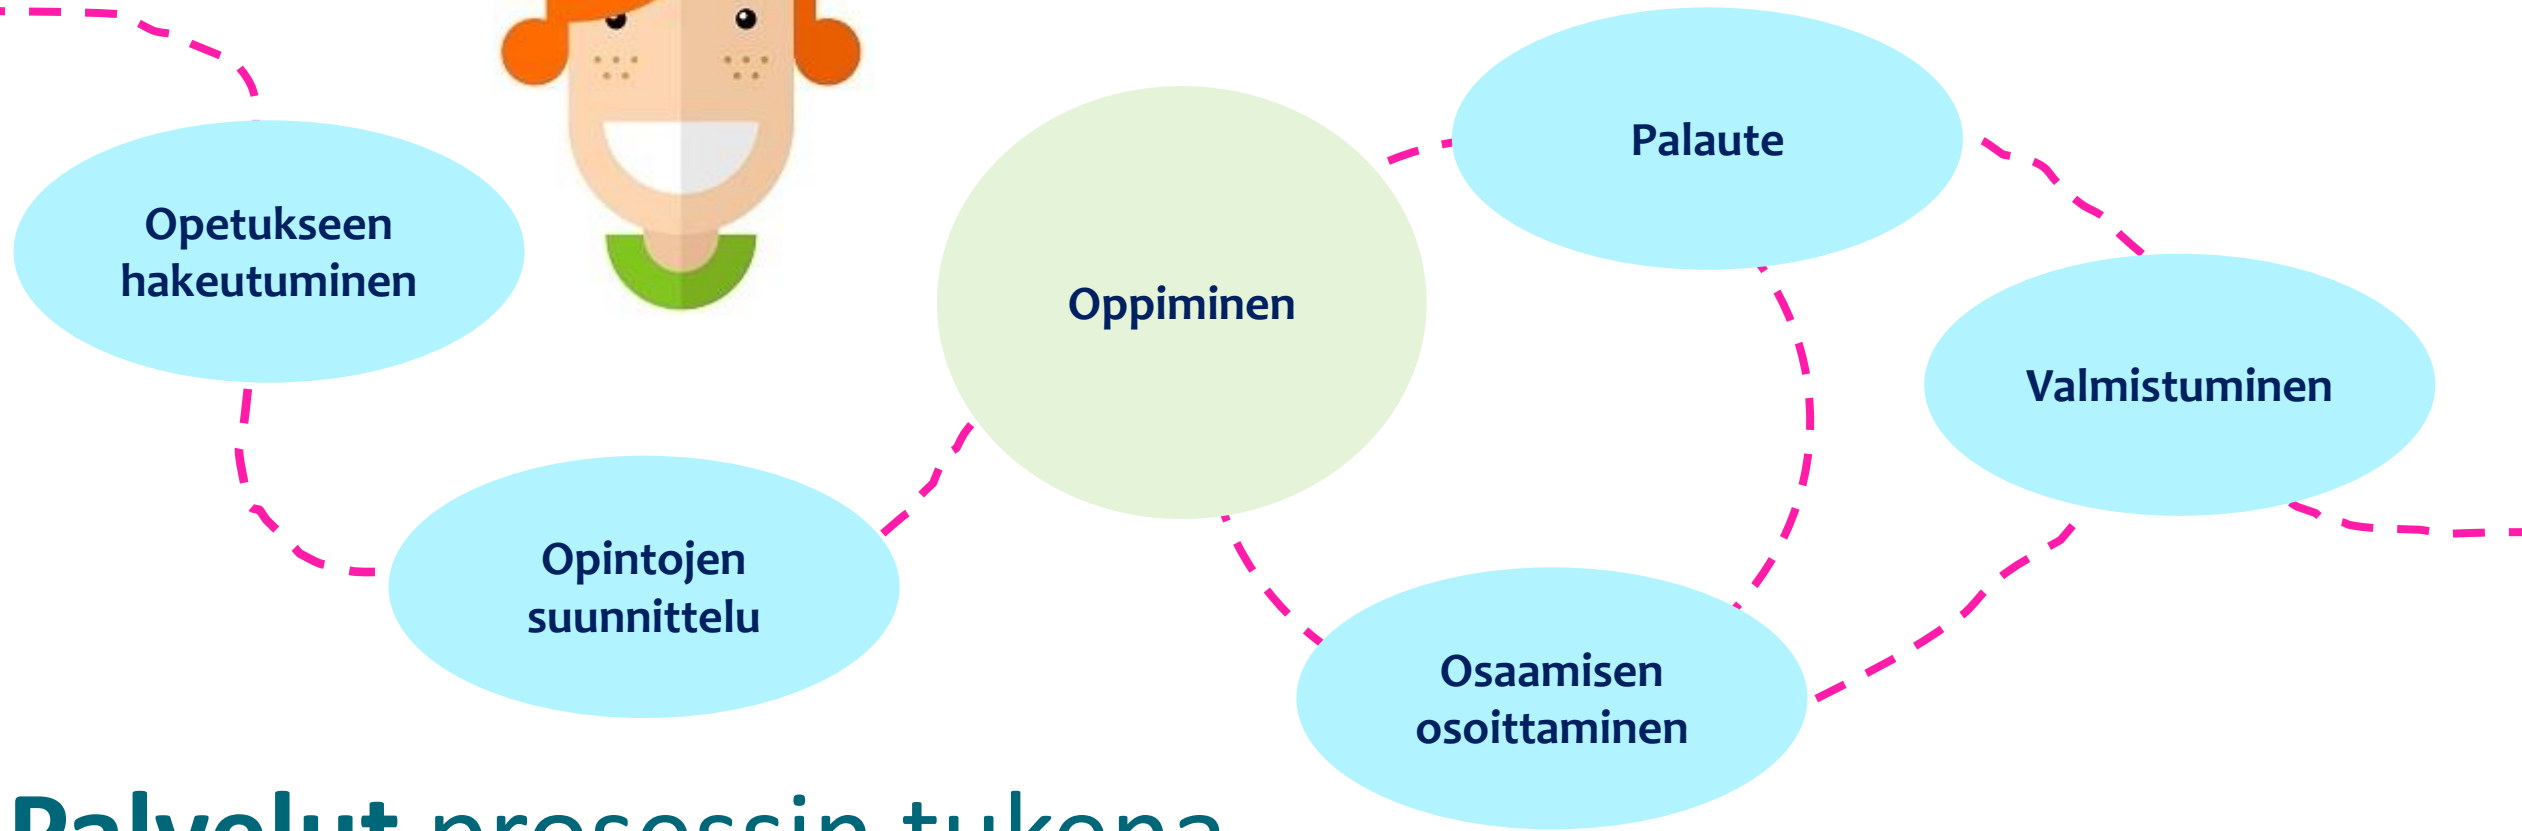 Opetukseen
hakeutuminen
Opintojen
suunnittelu
Oppiminen
Palaute
Osaamisen
osoittaminen
Valmistuminen
Palvelut prosessin tukena